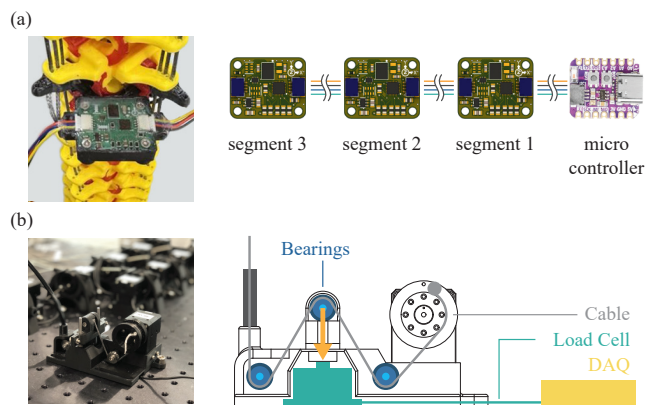 (a)
segment 3
segment 2
segment 1
micro
controller
(b)
Bearings
Cable
Load Cell
DAQ